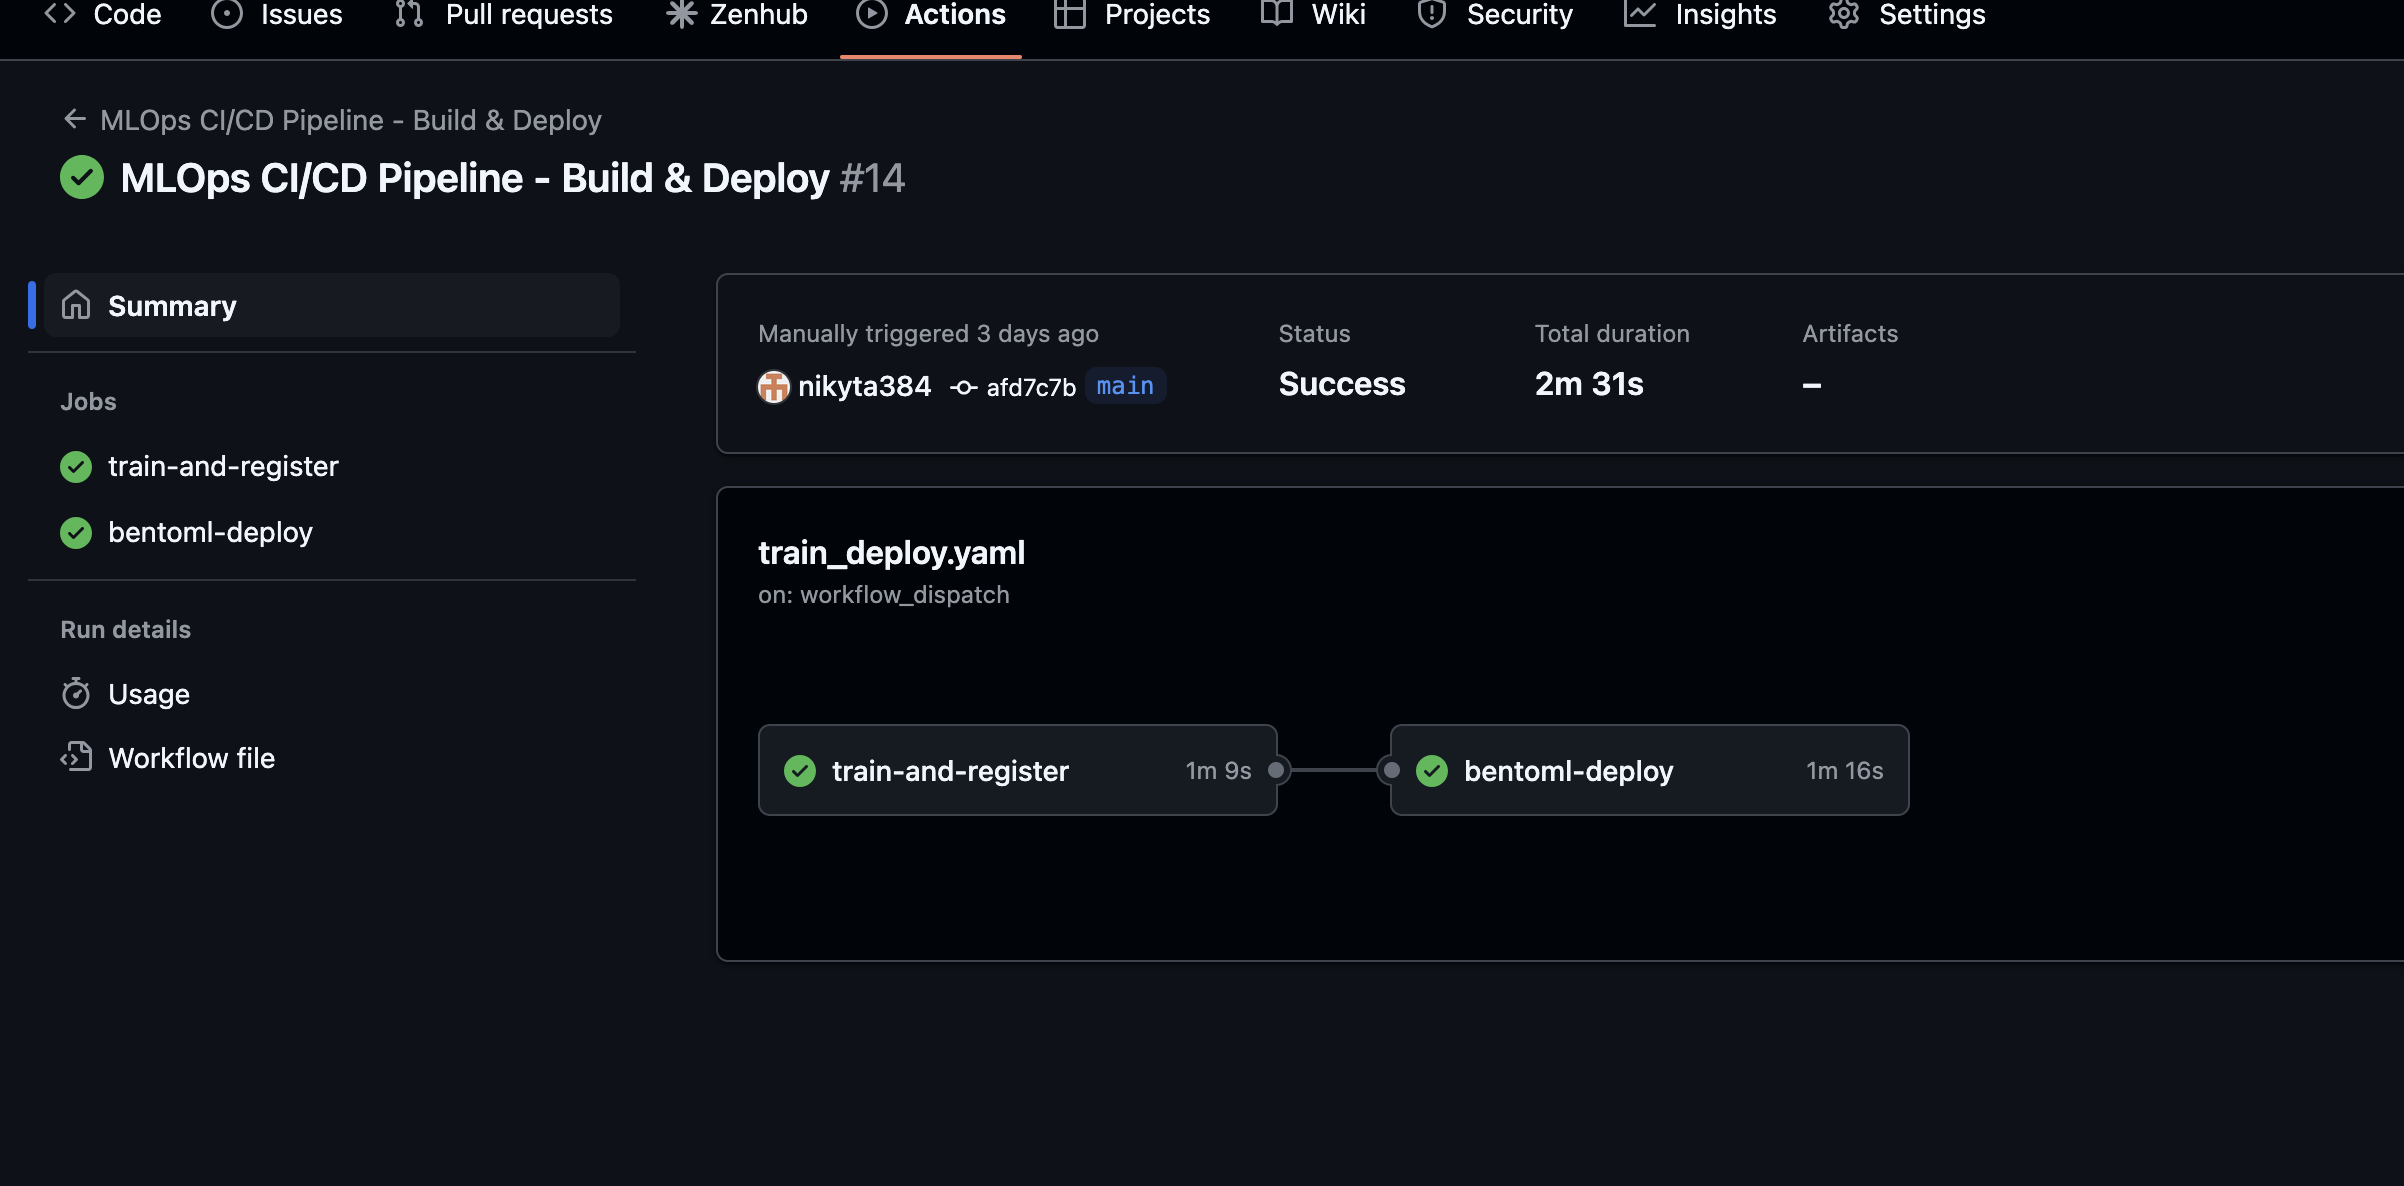 Code Issues Pull requests Zenhub Actions Projects Wiki Security Insights Settings
MLOps CI/CD Pipeline - Build & Deploy
MLOps CI/CD Pipeline - Build & Deploy #14
Summary
Jobs
train-and-register
bentoml-deploy
Run details
Usage
Workflow file
Manually triggered 3 days ago
nikyta384 afd7c7b main
Status
Success
Total duration
2m 31s
Artifacts
–
train_deploy.yaml
on: workflow_dispatch
train-and-register 1m 9s
bentoml-deploy 1m 16s